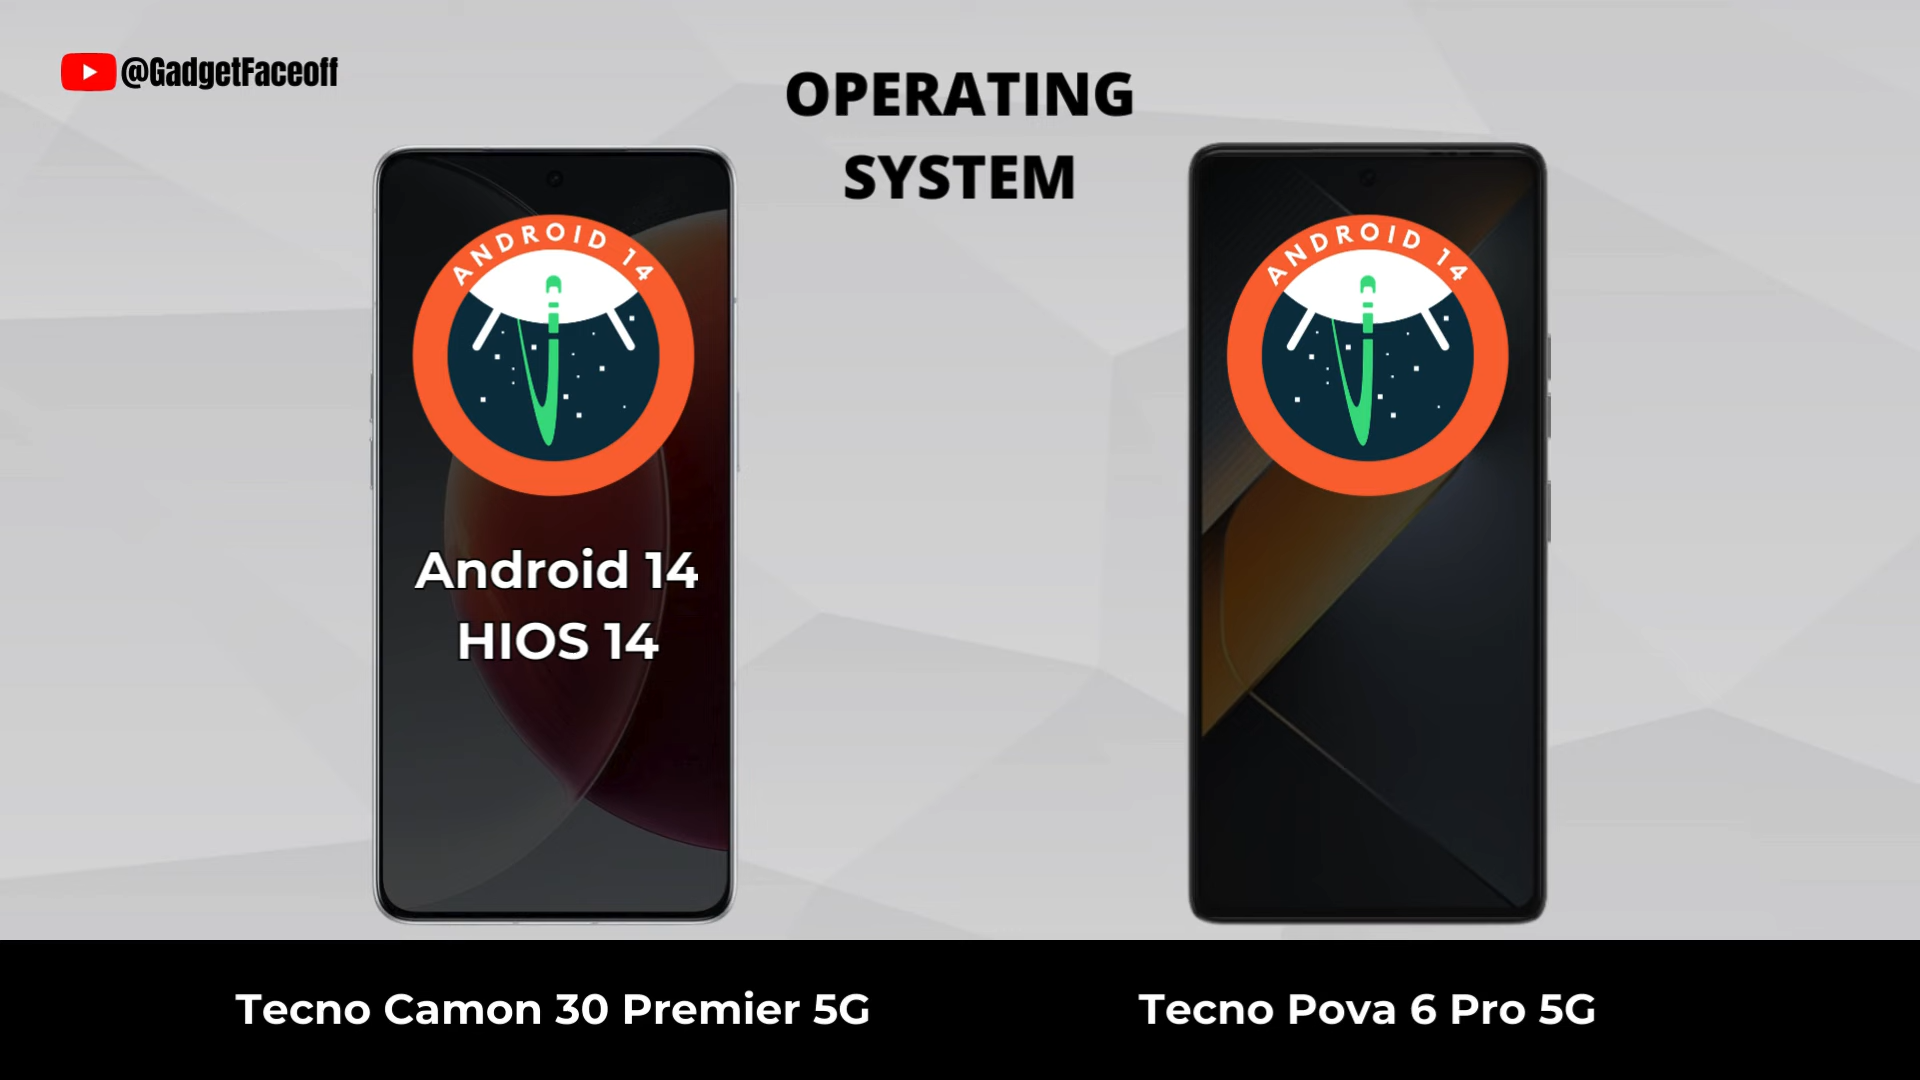 @GadgetFaceoff
OPERATING
SYSTEM
ANDROID 14
Android 14
HIOS 14
ANDROID 14
Tecno Camon 30 Premier 5G
Tecno Pova 6 Pro 5G